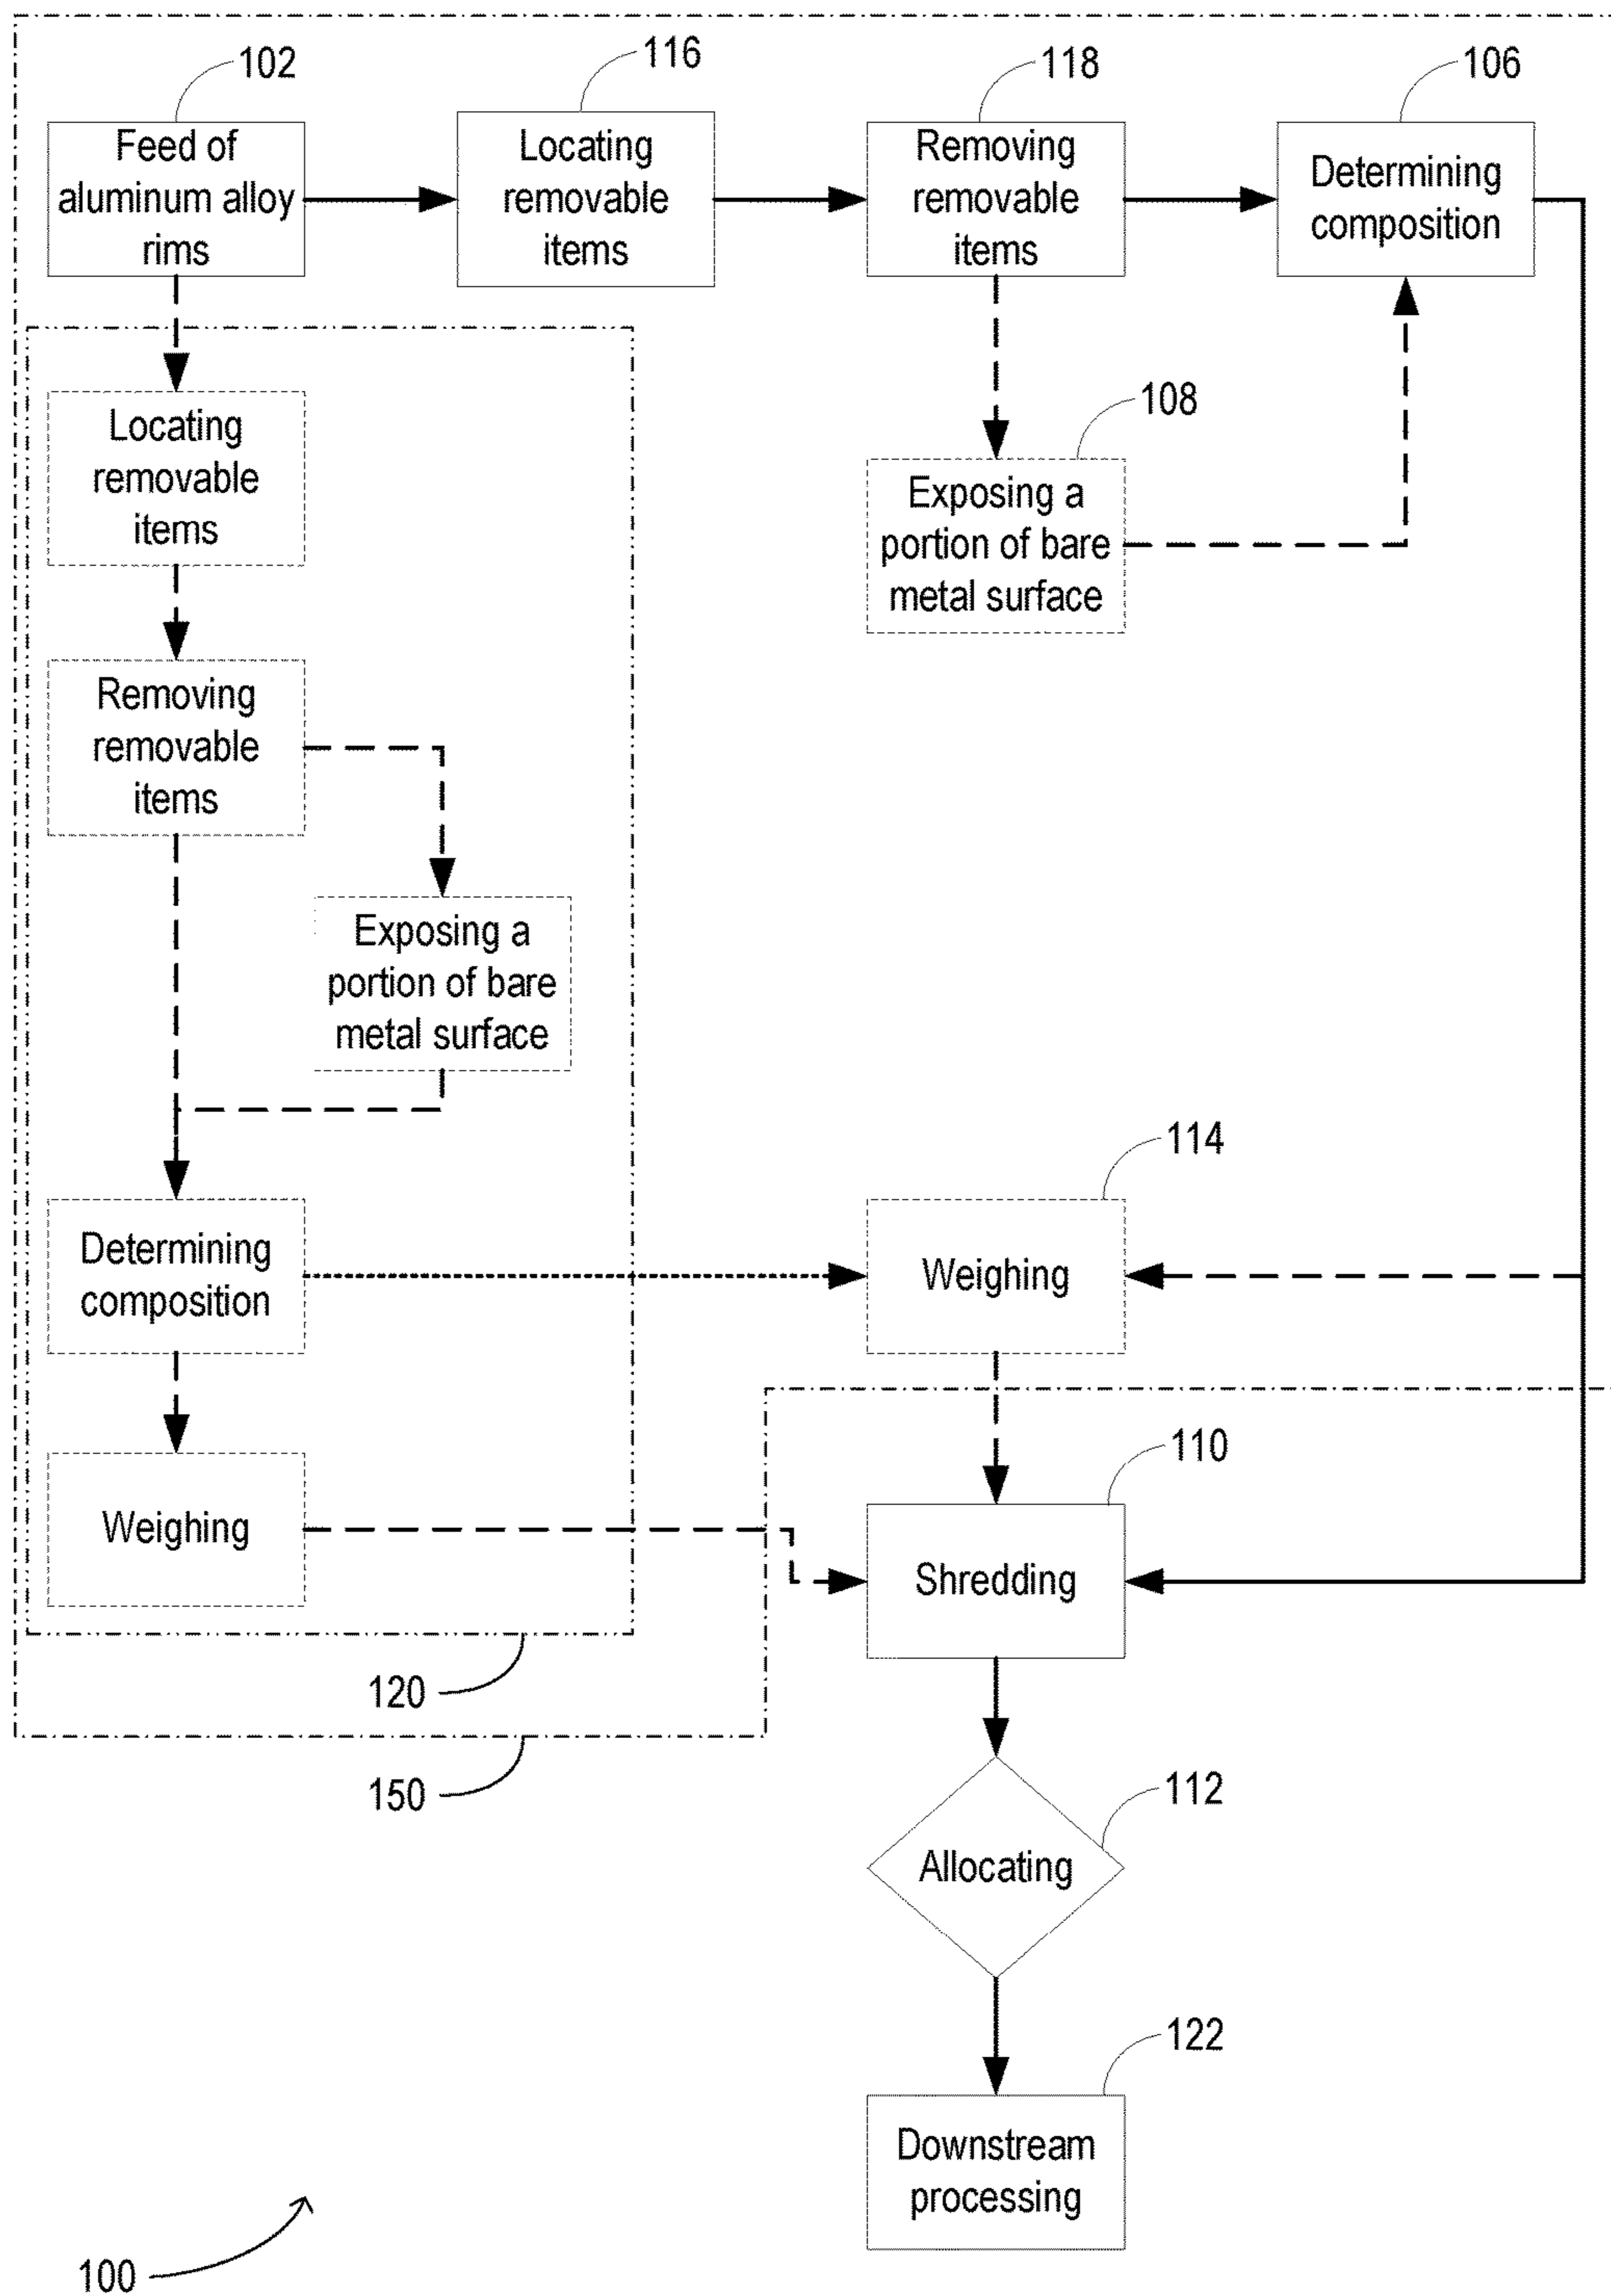 102
116
118
106
Feed of
aluminum alloy
rims
Locating
removable
items
Removing
removable
items
Determining
composition
108
Locating
removable
items
Exposing a
portion of bare
metal surface
Removing
removable
items
Exposing a
portion of bare
metal surface
114
Determining
composition
Weighing
110
Weighing
Shredding
120
150
112
Allocating
122
Downstream
processing
100